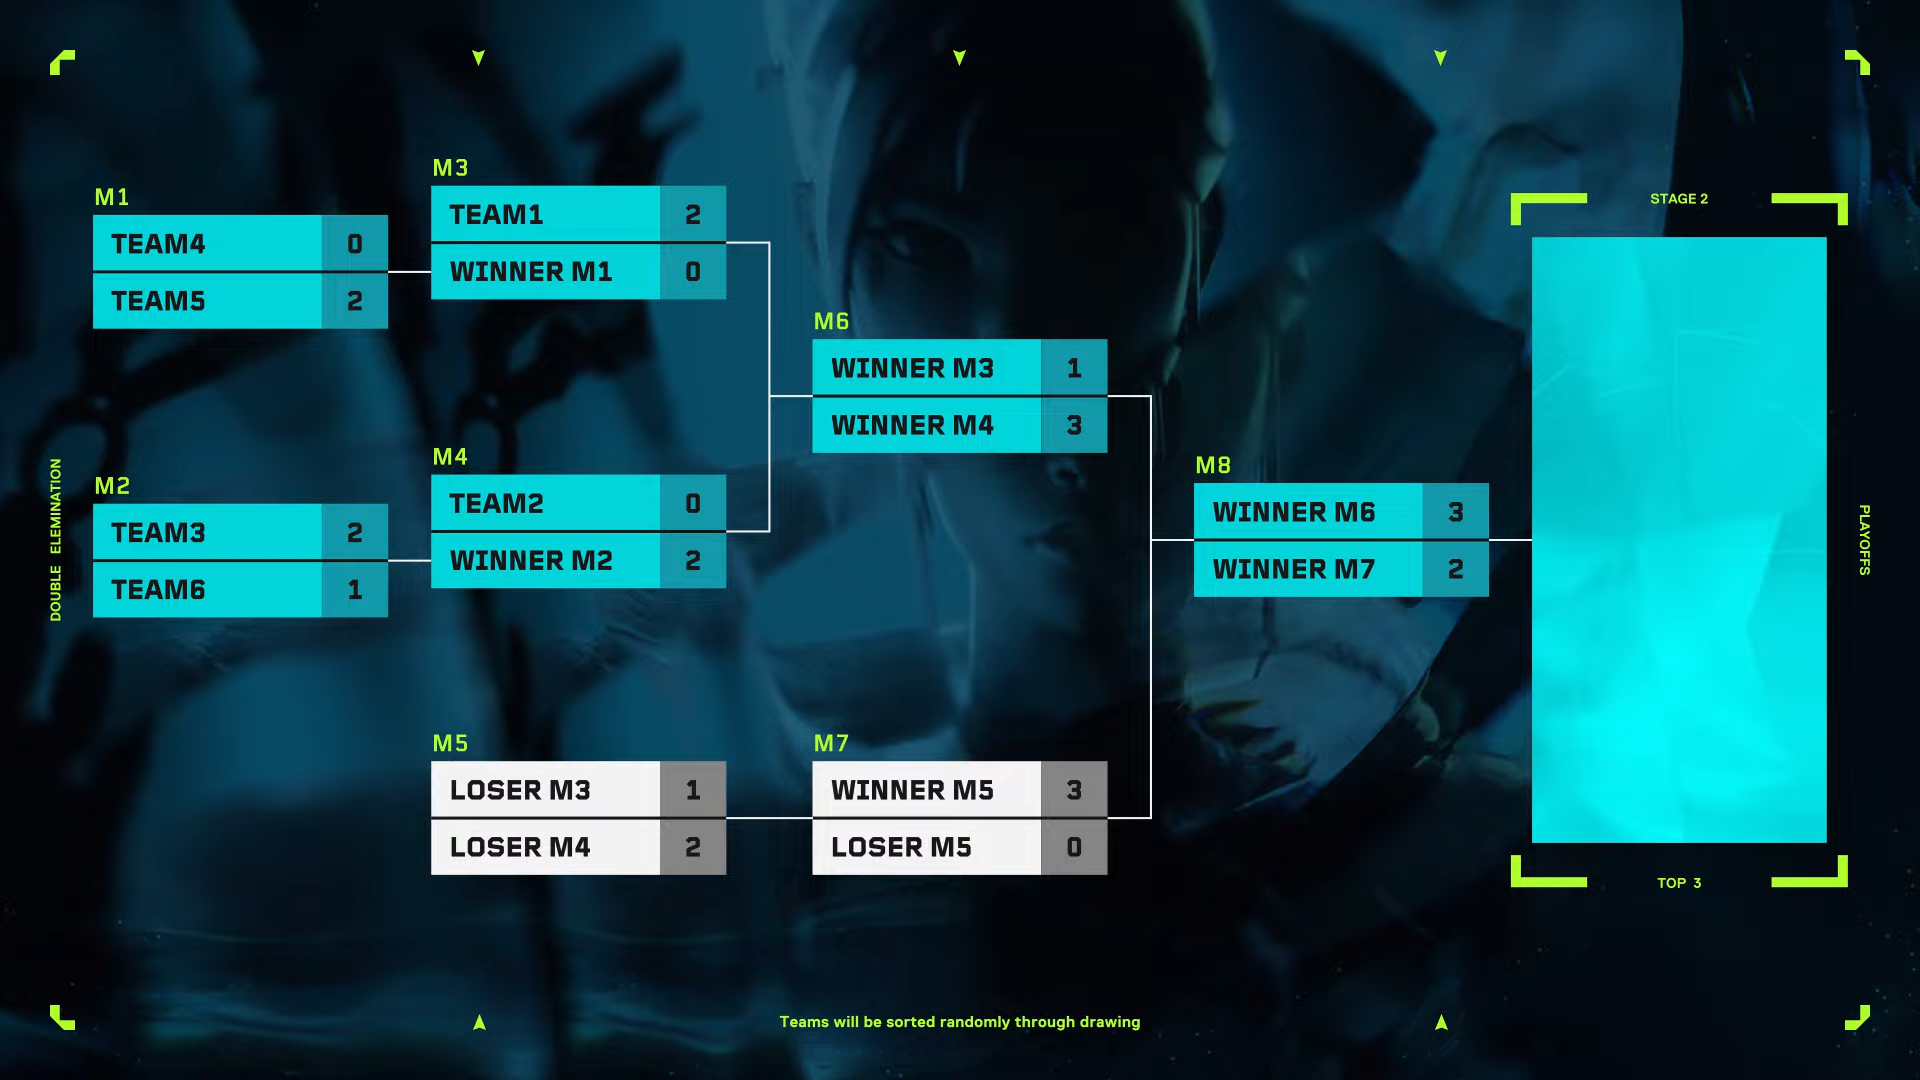 M1
TEAM4 0
TEAM5 2
M2
TEAM3 2
TEAM6 1
M3
TEAM1 2
WINNER M1 0
M4
TEAM2 0
WINNER M2 2
M5
LOSER M3 1
LOSER M4 2
M6
WINNER M3 1
WINNER M4 3
M7
WINNER M5 3
LOSER M5 0
M8
WINNER M6 3
WINNER M7 2
STAGE 2
TOP 3
DOUBLE ELEMINATION
PLAYOFFS
Teams will be sorted randomly through drawing